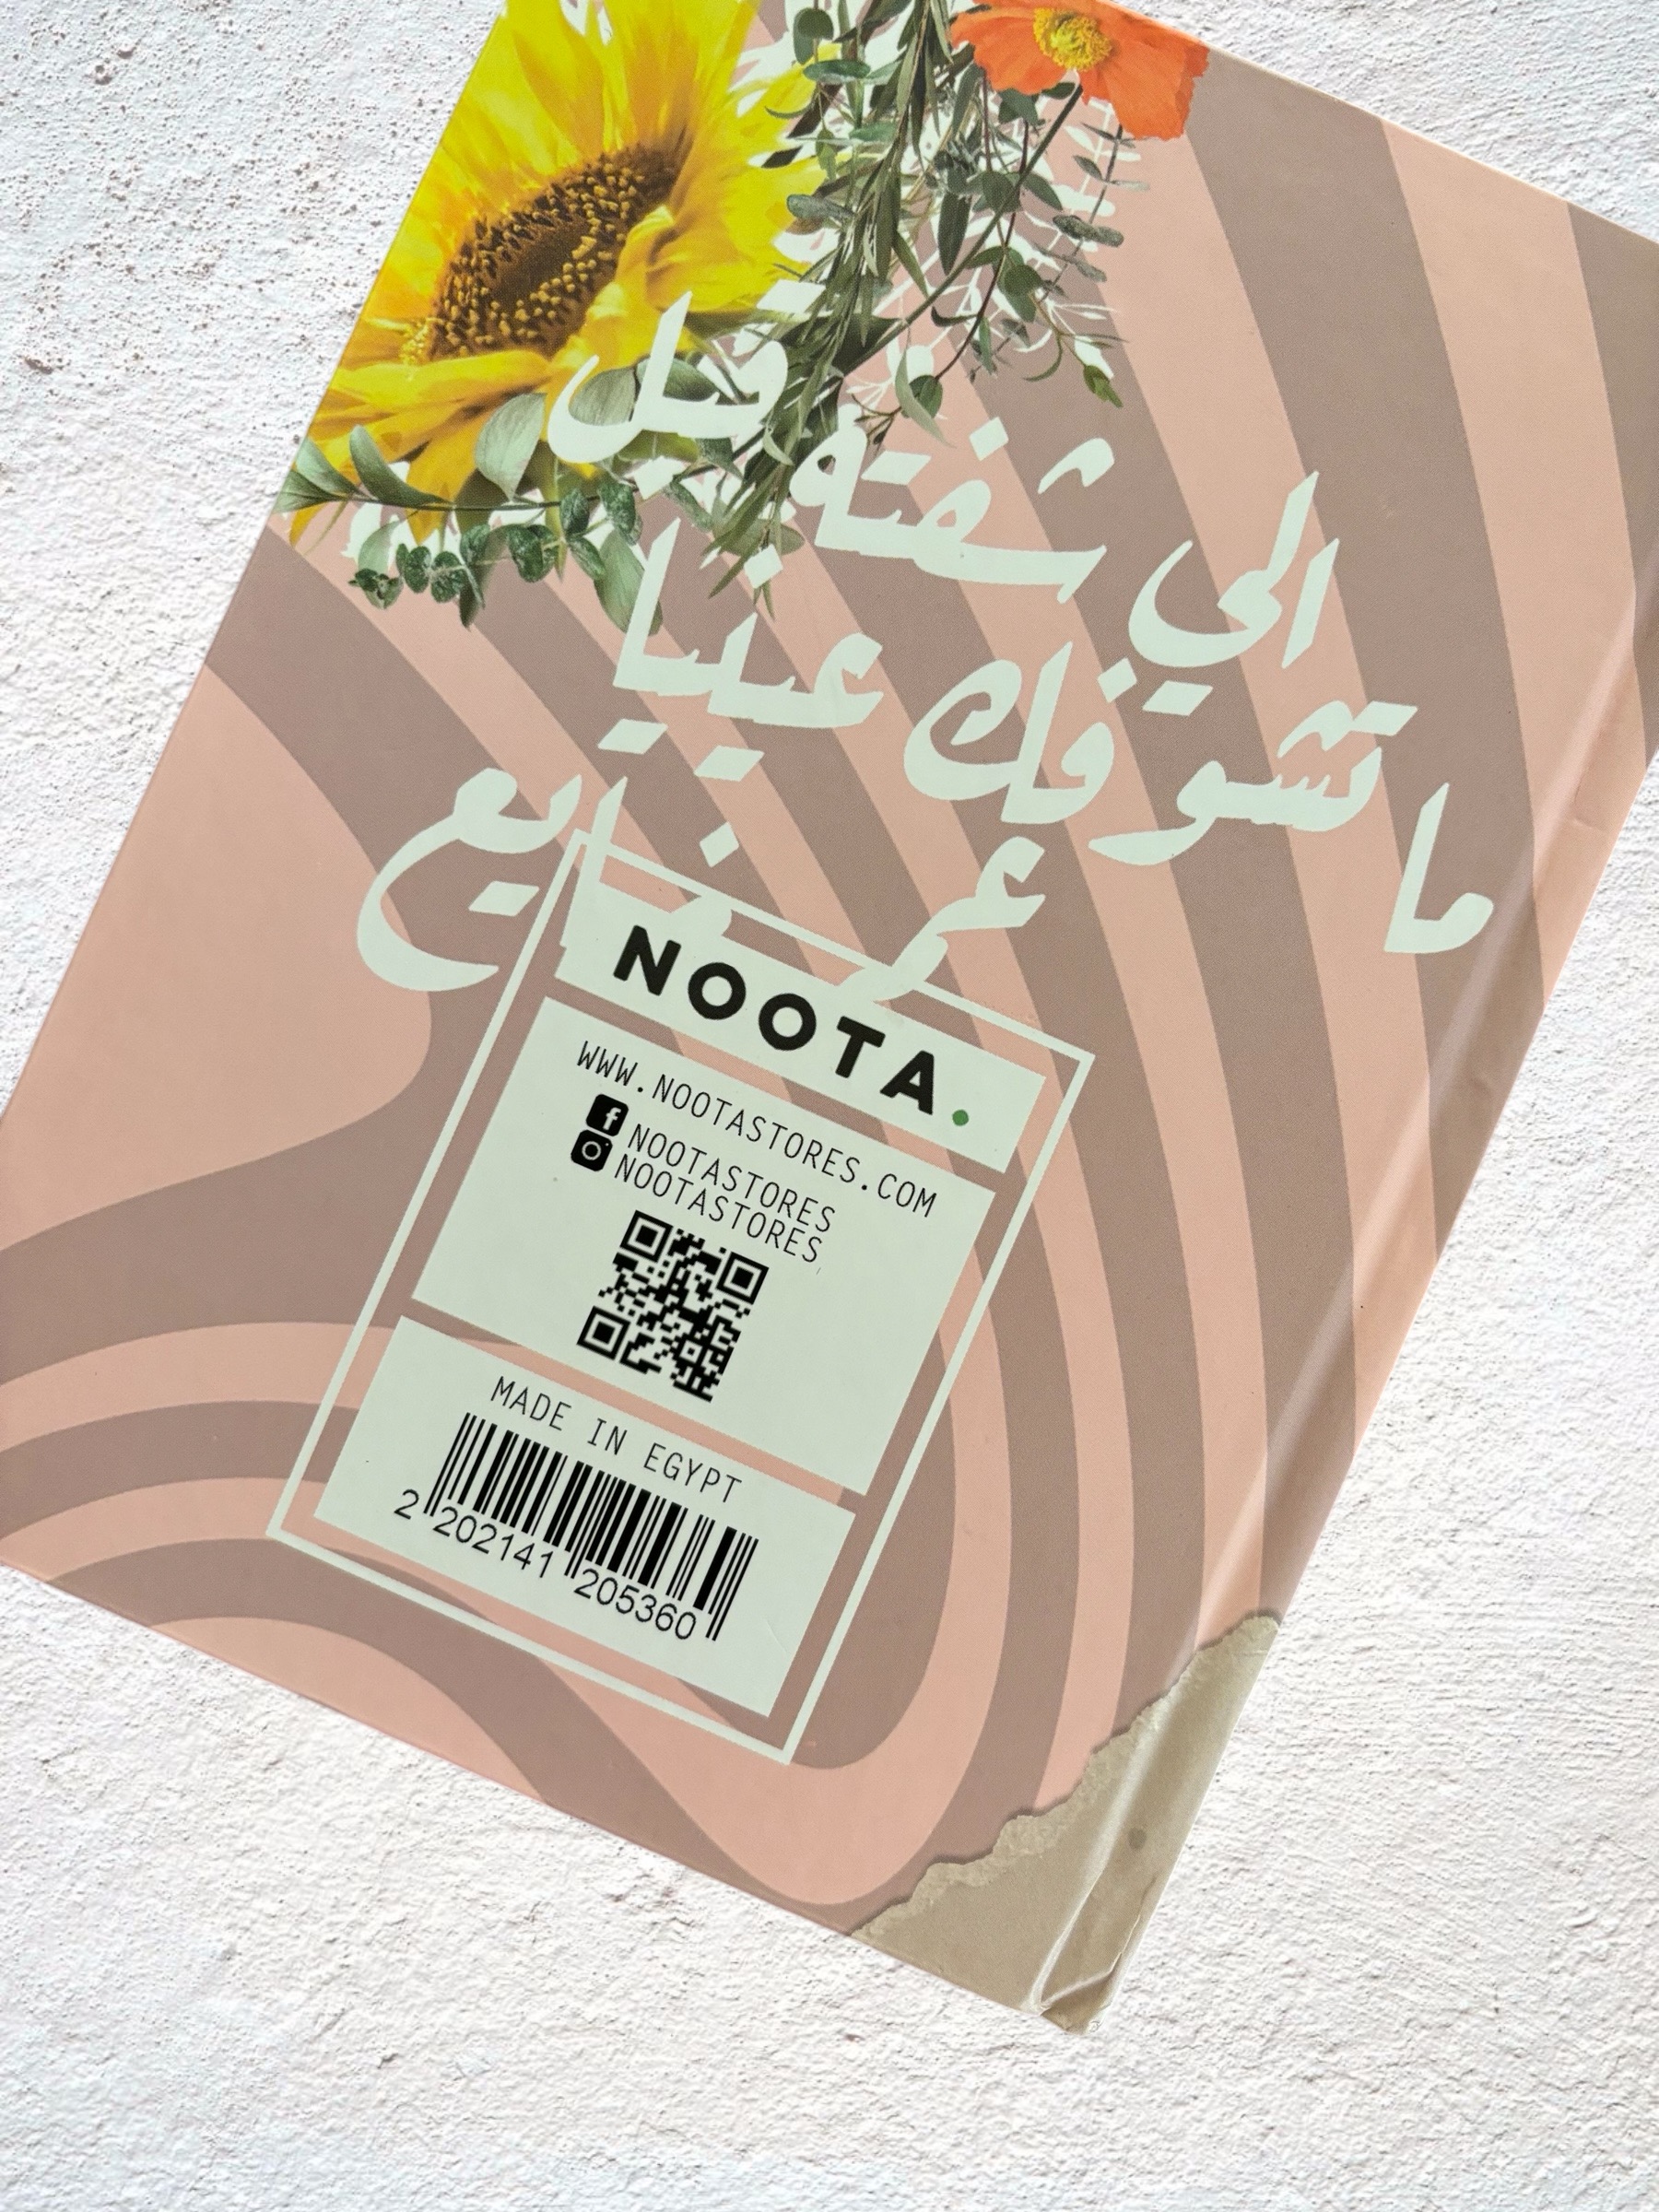 الي شفته قبل
ما تشوفك عينيا
عمر ضايع
NOOTA.
WWW.NOOTASTORES.COM
NOOTASTORES
NOOTASTORES
MADE IN EGYPT
2 202141 205360